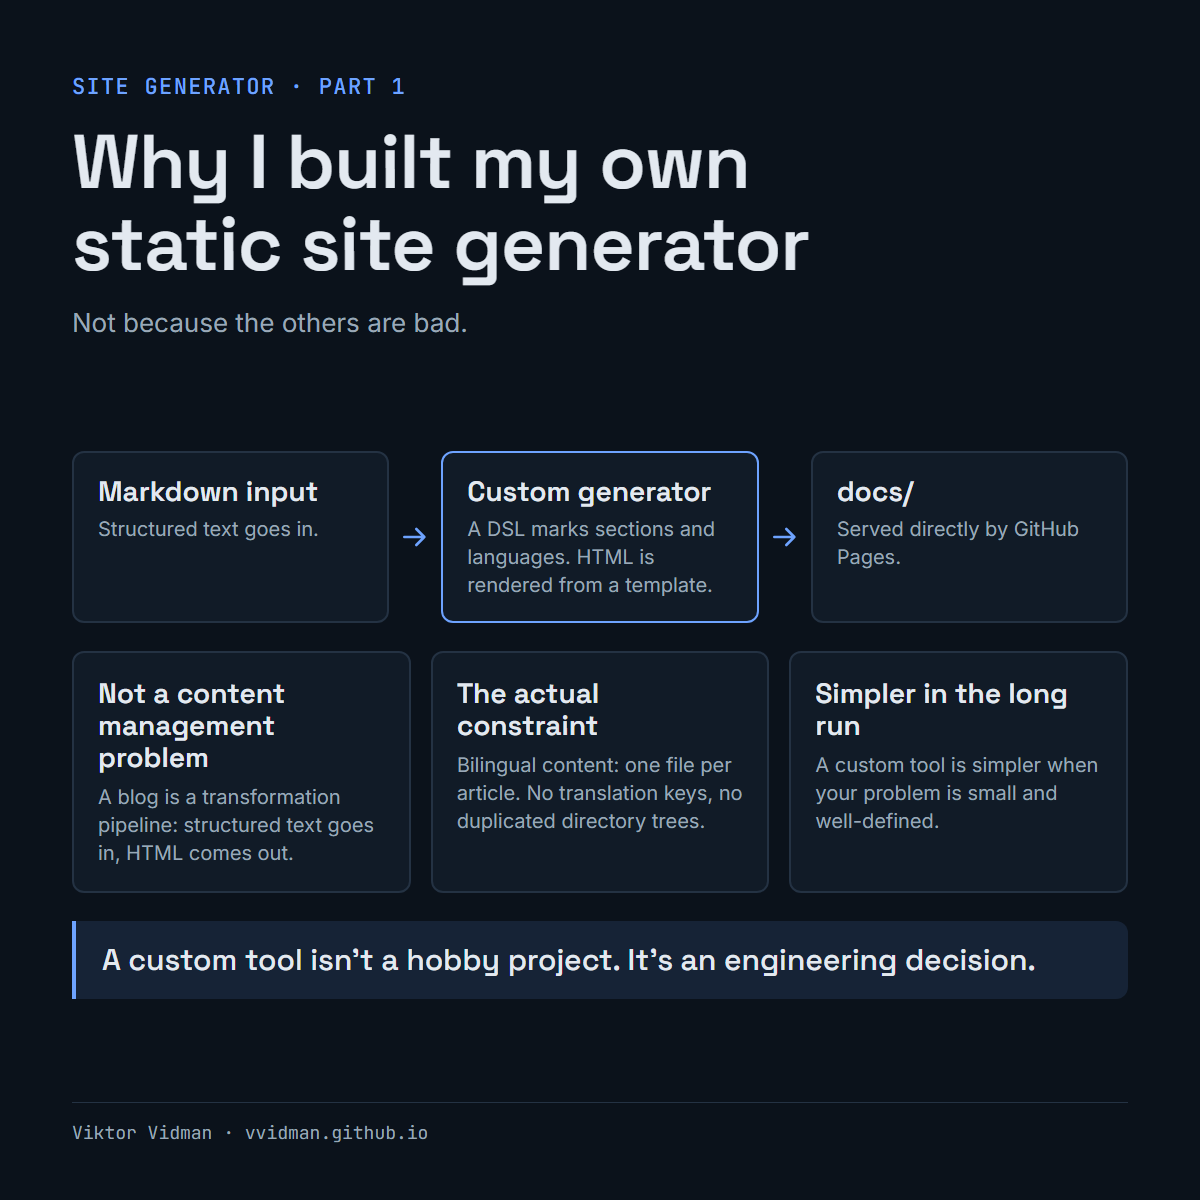 SITE GENERATOR · PART 1
Why I built my own
static site generator
Not because the others are bad.
Markdown input
Structured text goes in.
→
Custom generator
A DSL marks sections and
languages. HTML is
rendered from a template.
→
docs/
Served directly by GitHub
Pages.
Not a content
management
problem
A blog is a transformation
pipeline: structured text goes
in, HTML comes out.
The actual
constraint
Bilingual content: one file per
article. No translation keys, no
duplicated directory trees.
Simpler in the long
run
A custom tool is simpler when
your problem is small and
well-defined.
A custom tool isn’t a hobby project. It’s an engineering decision.
Viktor Vidman · vvidman.github.io